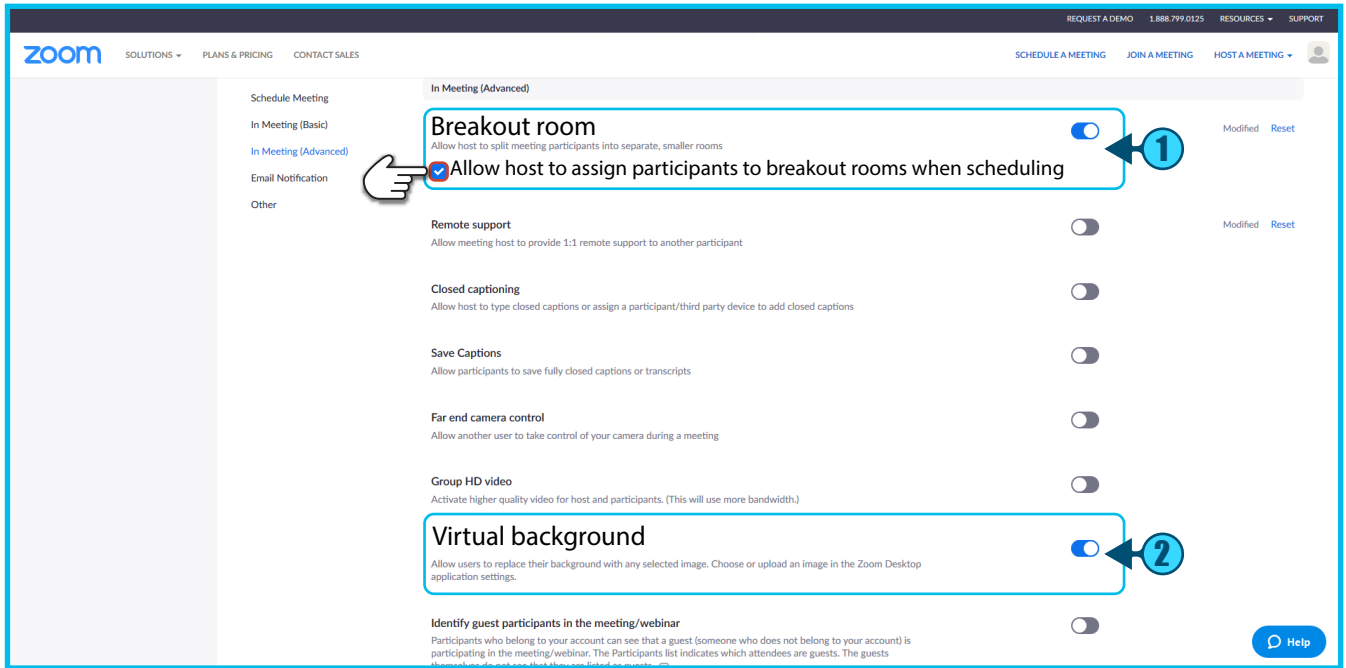 REQUEST A DEMO 1.888.799.0125 RESOURCES SUPPORT
zoom SOLUTIONS PLANS & PRICING CONTACT SALES SCHEDULE A MEETING JOIN A MEETING HOST A MEETING
Schedule Meeting
In Meeting (Basic)
In Meeting (Advanced)
Email Notification
Other
In Meeting (Advanced)
Breakout room
Allow host to split meeting participants into separate, smaller rooms
Allow host to assign participants to breakout rooms when scheduling
1
Modified Reset
Remote support
Allow meeting host to provide 1:1 remote support to another participant
Modified Reset
Closed captioning
Allow host to type closed captions or assign a participant/third party device to add closed captions
Save Captions
Allow participants to save fully closed captions or transcripts
Far end camera control
Allow another user to take control of your camera during a meeting
Group HD video
Activate higher quality video for host and participants. (This will use more bandwidth.)
Virtual background
Allow users to replace their background with any selected image. Choose or upload an image in the Zoom Desktop
application settings.
2
Identify guest participants in the meeting/webinar
Participants who belong to your account can see that a guest (someone who does not belong to your account) is
participating in the meeting/webinar. The Participants list indicates which attendees are guests. The guests
themselves do not see that they are listed as guests.
Help